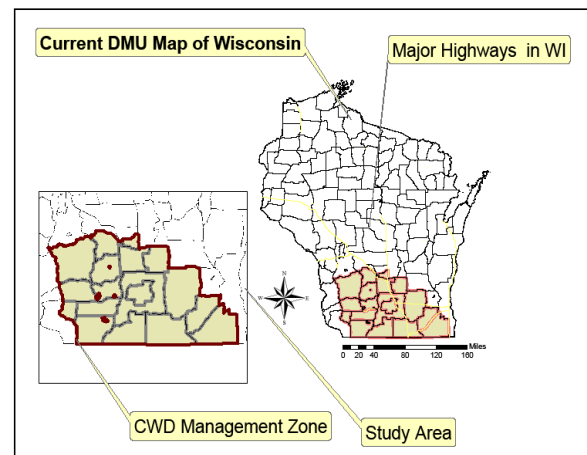 Current DMU Map of Wisconsin
Major Highways in WI
N
W E
S
Miles
0 20 40 80 120 160
CWD Management Zone
Study Area